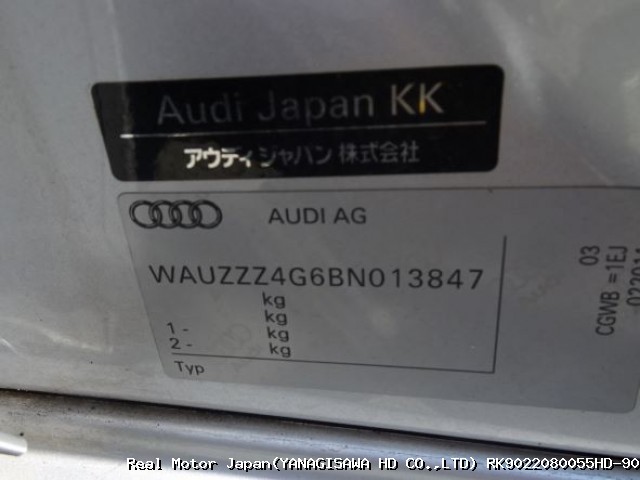 Audi Japan KK
アウディ ジャパン 株式会社
AUDI AG
WAUZZZ4G6BN013847
kg
kg
1 - kg
2 - kg
Typ
03
CGWB =1EJ
Real Motor Japan(YANAGISAWA HD CO.,LTD) RK9022080055HD-90